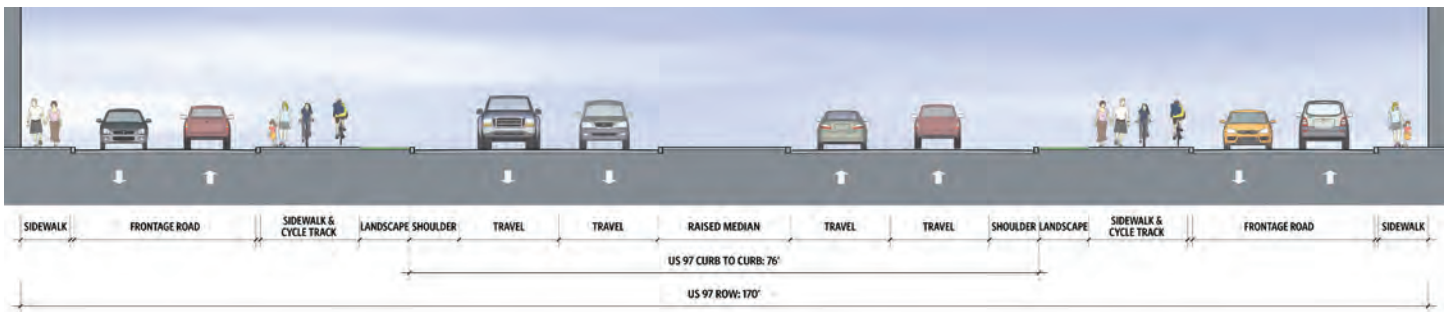 SIDEWALK
FRONTAGE ROAD
SIDEWALK &
CYCLE TRACK
LANDSCAPE
SHOULDER
TRAVEL
TRAVEL
RAISED MEDIAN
TRAVEL
TRAVEL
SHOULDER
LANDSCAPE
SIDEWALK &
CYCLE TRACK
FRONTAGE ROAD
SIDEWALK
US 97 CURB TO CURB: 76'
US 97 ROW: 170'